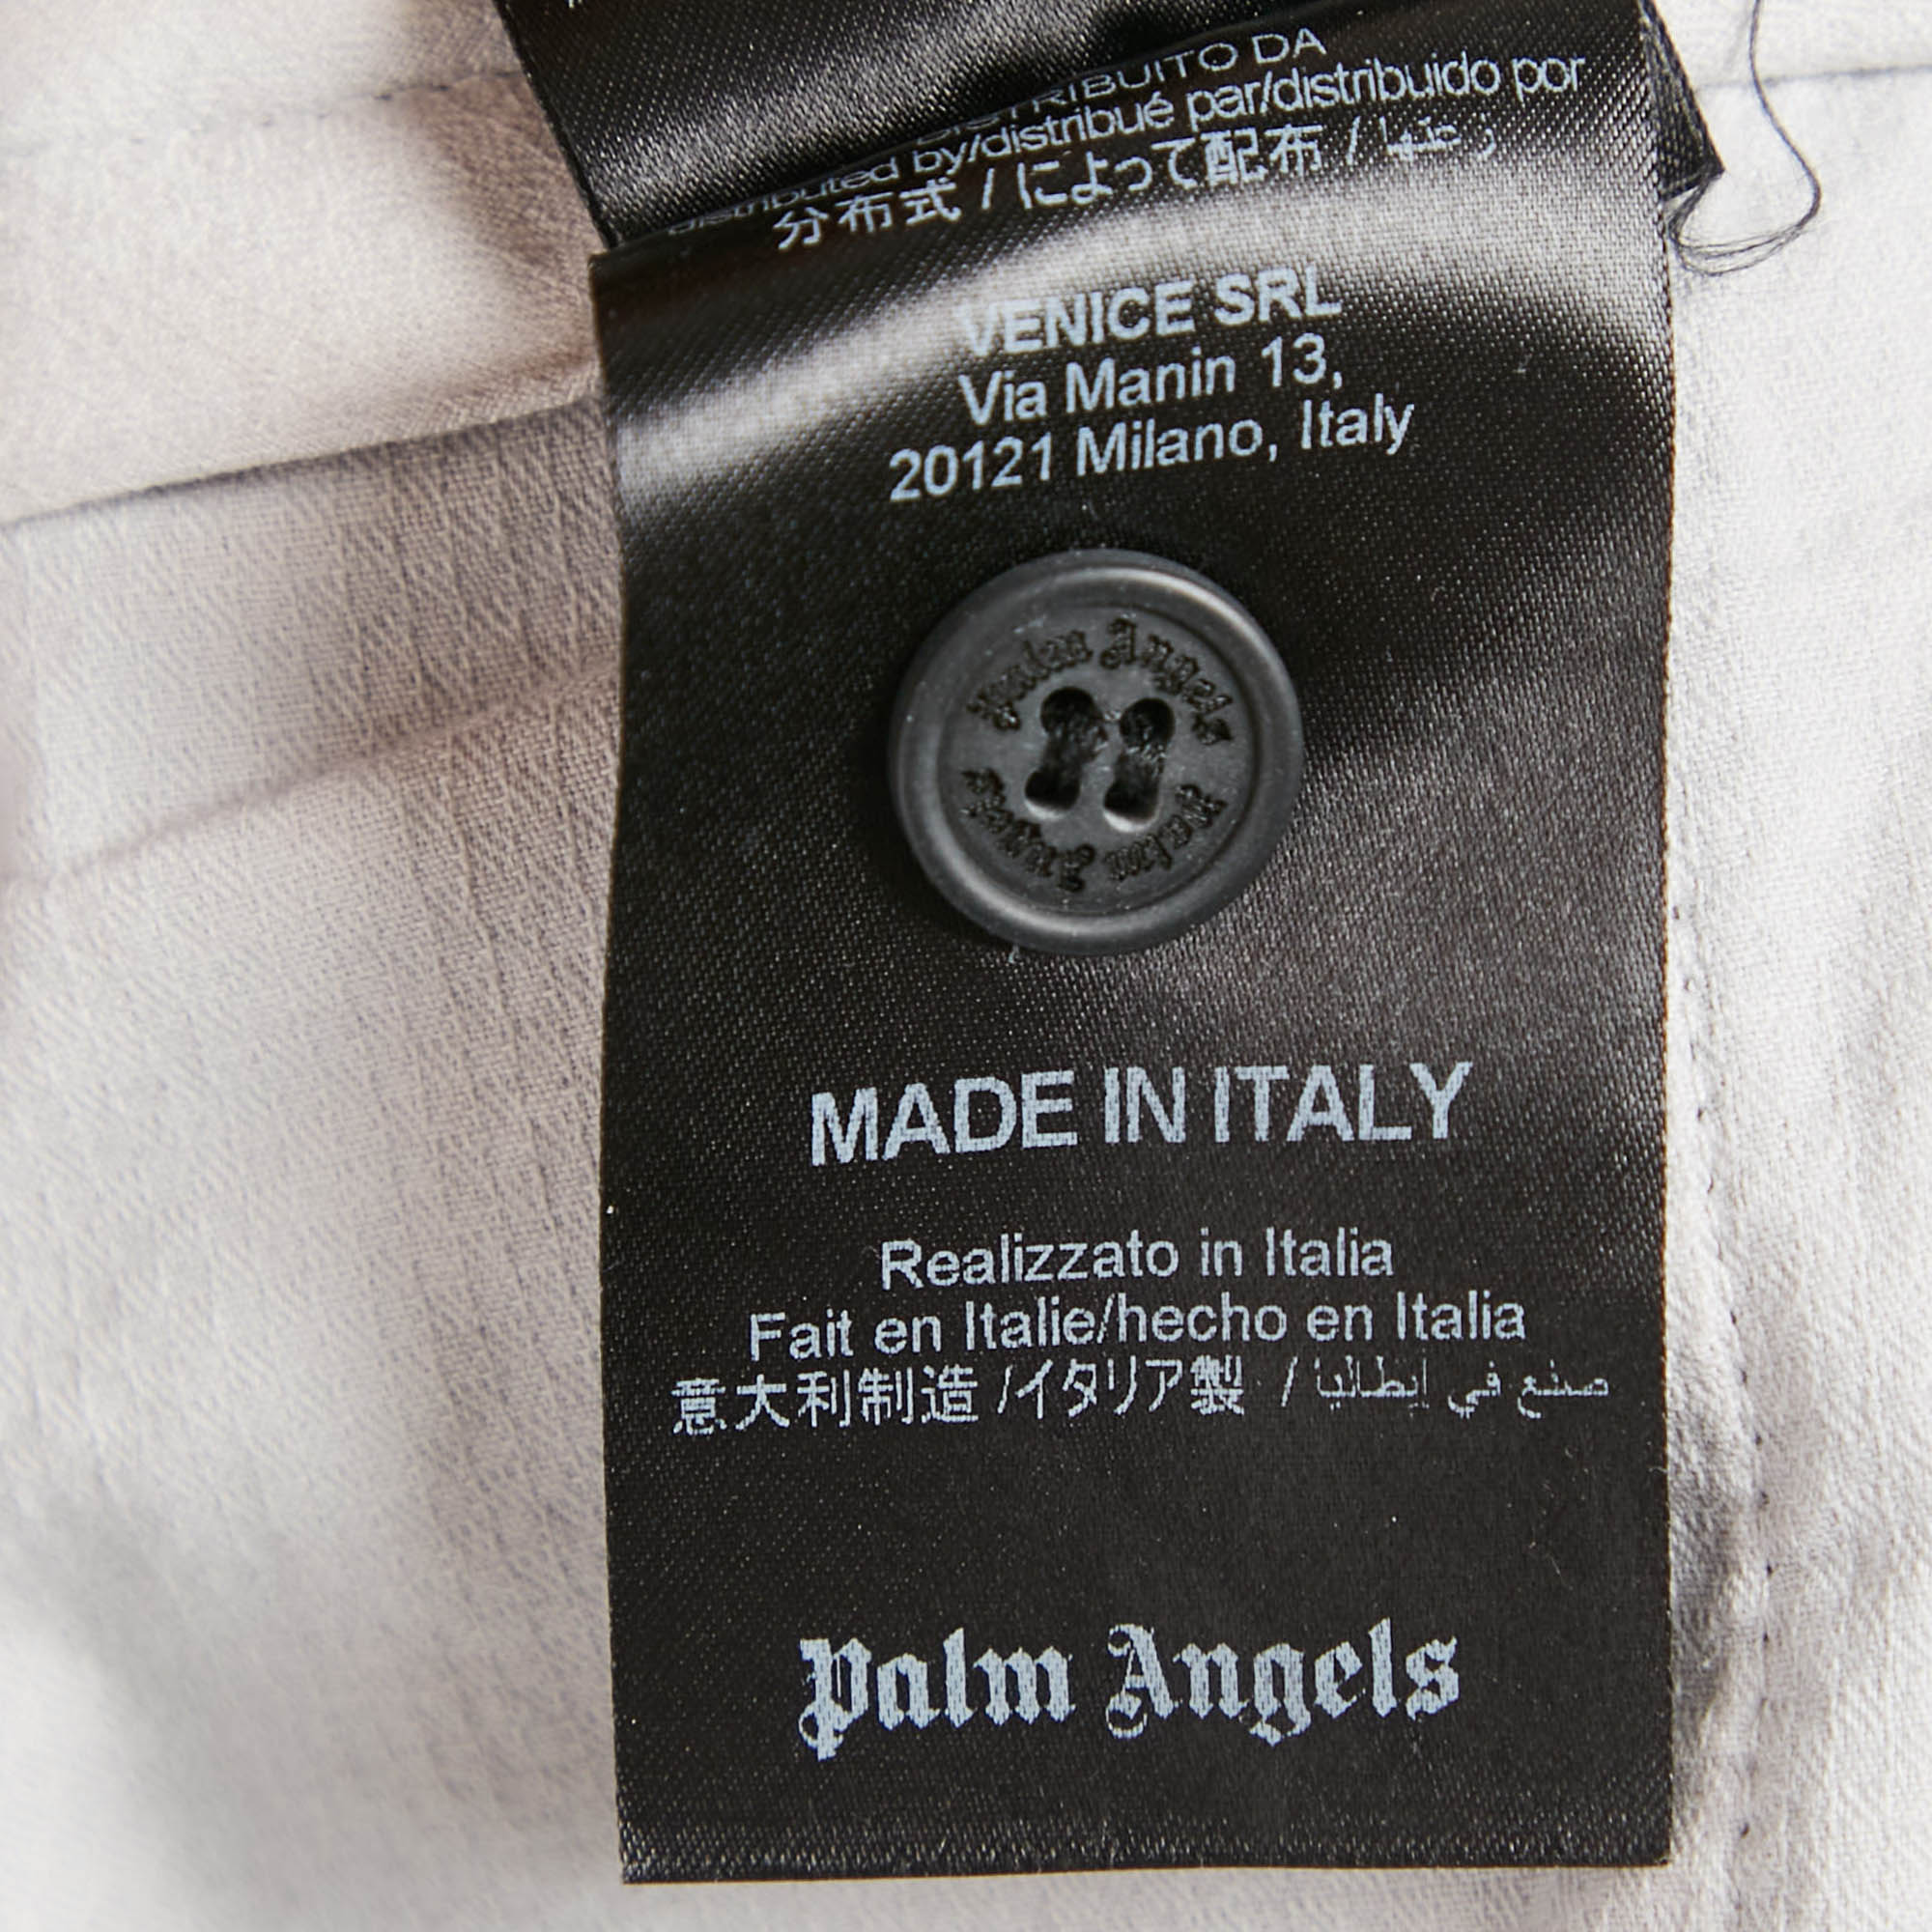 DISTRIBUITO DA
distributed by/distribué par/distribuido por
分布式 / によって配布 /
VENICE SRL
Via Manin 13,
20121 Milano, Italy
Palm Angels
Palm Angels
MADE IN ITALY
Realizzato in Italia
Fait en Italie/hecho en Italia
意大利制造 /イタリア製 / صنع في إيطاليا
Palm Angels